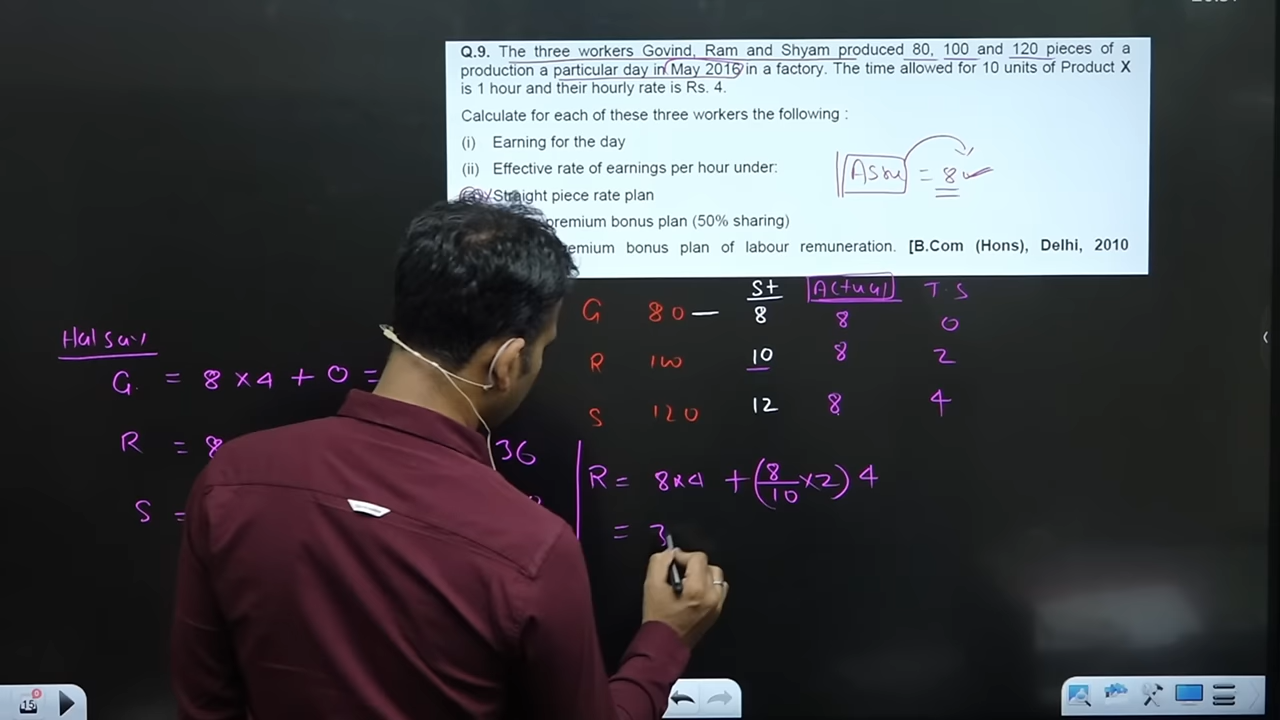 Q.9. The three workers Govind, Ram and Shyam produced 80, 100 and 120 pieces of a
production a particular day in May 2016 in a factory. The time allowed for 10 units of Product X
is 1 hour and their hourly rate is Rs. 4.
Calculate for each of these three workers the following :
(i) Earning for the day
(ii) Effective rate of earnings per hour under:
= 8
Straight piece rate plan
premium bonus plan (50% sharing)
emium bonus plan of labour remuneration. [B.Com (Hons), Delhi, 2010
St Actual T.S
G 80 — 8 8 0
R 100 10 8 2
S 120 12 8 4
Halsay
G. = 8 × 4 + 0 =
R = 8 36
S =
R = 8×4 + (8/10 × 2) 4
= 3
15